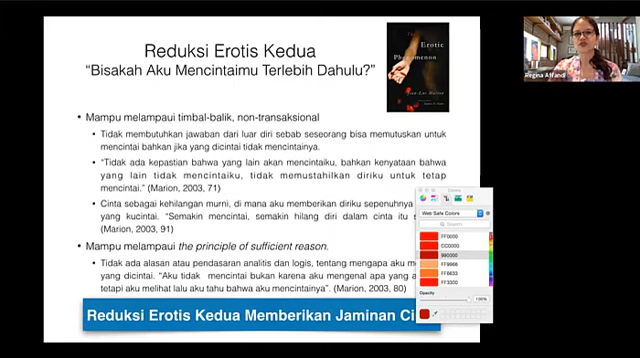 Reduksi Erotis Kedua
“Bisakah Aku Mencintaimu Terlebih Dahulu?”
Erotic
Phenomenon
Regina Affandi
• Mampu melampaui timbal-balik, non-transaksional
• Tidak membutuhkan jawaban dari luar diri sebab seseorang bisa memutuskan untuk
mencintai bahkan jika yang dicintai tidak mencintainya.
• “Tidak ada kepastian bahwa yang lain akan mencintaiku, bahkan kenyataan bahwa
yang lain tidak mencintaiku, tidak memustahilkan diriku untuk tetap
mencintai.” (Marion, 2003, 71)
• Cinta sebagai kehilangan murni, di mana aku memberikan diriku sepenuhnya
yang kucintai. “Semakin mencintai, semakin hilang diri dalam cinta itu
(Marion, 2003, 91)
• Mampu melampaui the principle of sufficient reason.
• Tidak ada alasan atau pendasaran analitis dan logis, tentang mengapa aku
yang dicintai. “Aku tidak mencintai bukan karena aku mengenal apa yang
tetapi aku melihat lalu aku tahu bahwa aku mencintainya”. (Marion, 2003, 80)
Reduksi Erotis Kedua Memberikan Jaminan
Colors
Web Safe Colors
Search
FF0000
CC0000
990000
FF9966
FF6633
FF3300
Opacity
100%